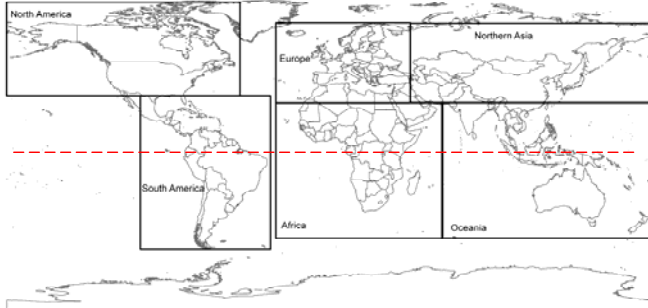 North America
Northern Asia
Europe
South America
Africa
Oceania